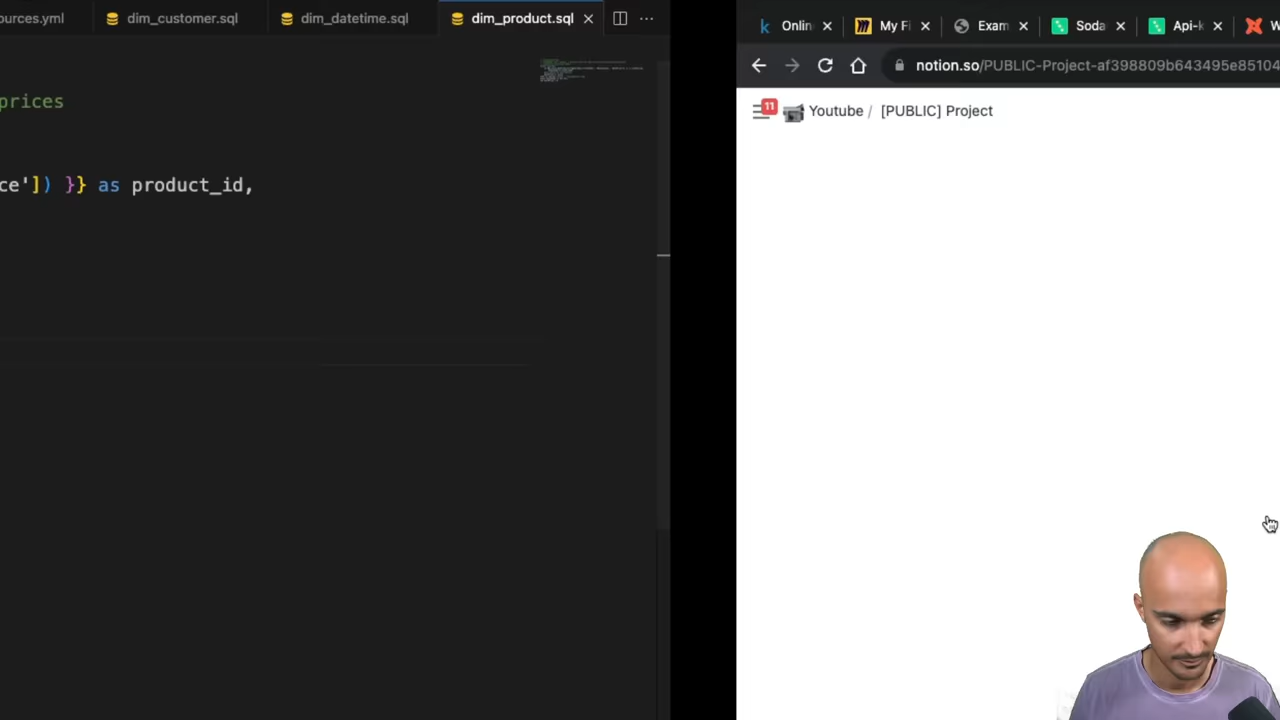 ources.yml
dim_customer.sql
dim_datetime.sql
dim_product.sql
prices
ce']) }} as product_id,
Onlin
My Fi
Exam
Soda
Api-k
W
notion.so/PUBLIC-Project-af398809b643495e85104
11
Youtube / [PUBLIC] Project